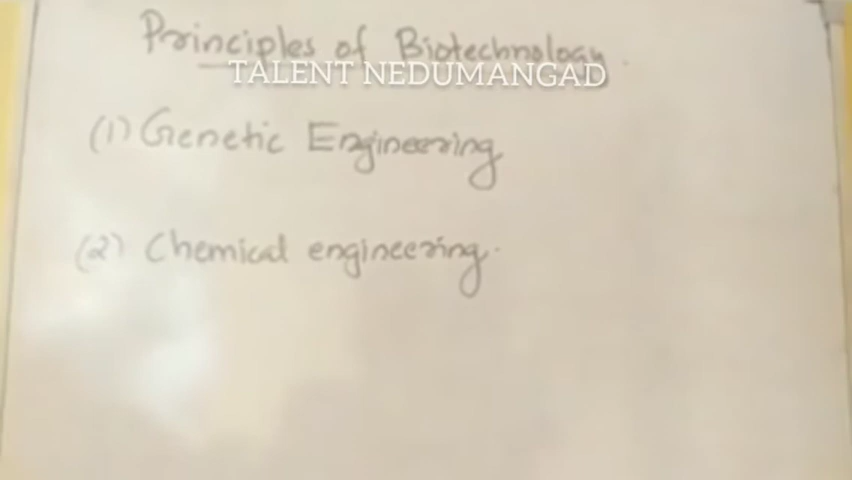 Principles of Biotechnology.
TALENT NEDUMANGAD
(1) Genetic Engineering
(2) Chemical engineering.